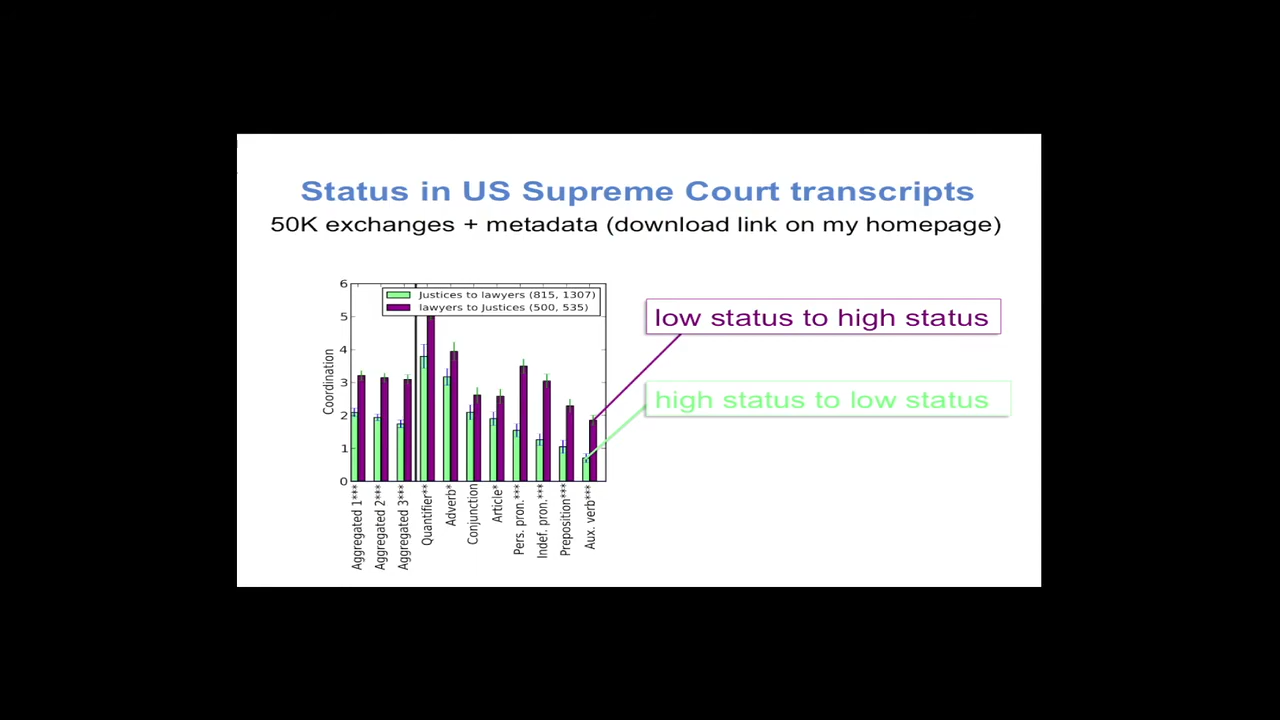 Status in US Supreme Court transcripts
50K exchanges + metadata (download link on my homepage)
6
5
4
3
2
1
0
Coordination
Justices to lawyers (815, 1307)
lawyers to Justices (500, 535)
low status to high status
high status to low status
Aggregated 1***
Aggregated 2***
Aggregated 3***
Quantifier**
Adverb*
Conjunction
Article*
Pers. pron.***
Indef. pron.***
Preposition***
Aux. verb***